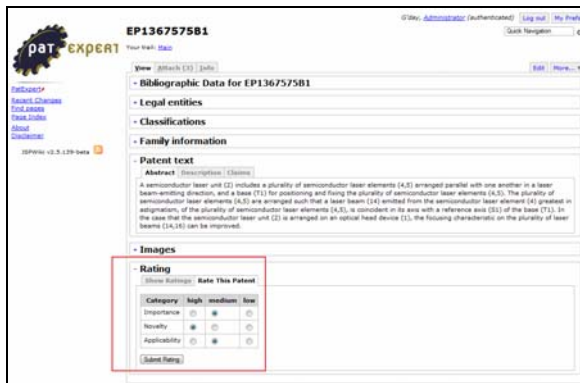 G'day, Administrator (authenticated) Log out My Prefs
EP1367575B1
Quick Navigation
Your trail: Main
pat EXPERT
View Attach (3) Info
Edit More...
Bibliographic Data for EP1367575B1
PatExpert
Legal entities
Recent Changes
Find pages
Page Index
Classifications
About
Disclaimer
Family information
JSPWiki v2.5.139-beta
Patent text
Abstract Description Claims
A semiconductor laser unit (2) includes a plurality of semiconductor laser elements (4,5) arranged parallel with one another in a laser
beam-emitting direction, and a base (T1) for positioning and fixing the plurality of semiconductor laser elements (4,5). The plurality of
semiconductor laser elements (4,5) are arranged such that a laser beam (14) emitted from the semiconductor laser element (4) greatest in
astigmatism, of the plurality of semiconductor laser elements (4,5), is coincident in its axis with a reference axis (S1) of the base (T1). In
the case that the semiconductor laser unit (2) is arranged on an optical head device (1), the focusing characteristic on the plurality of laser
beams (14,16) can be improved.
Images
Rating
Show Ratings Rate This Patent
Category high medium low
Importance
Novelty
Applicability
Submit Rating